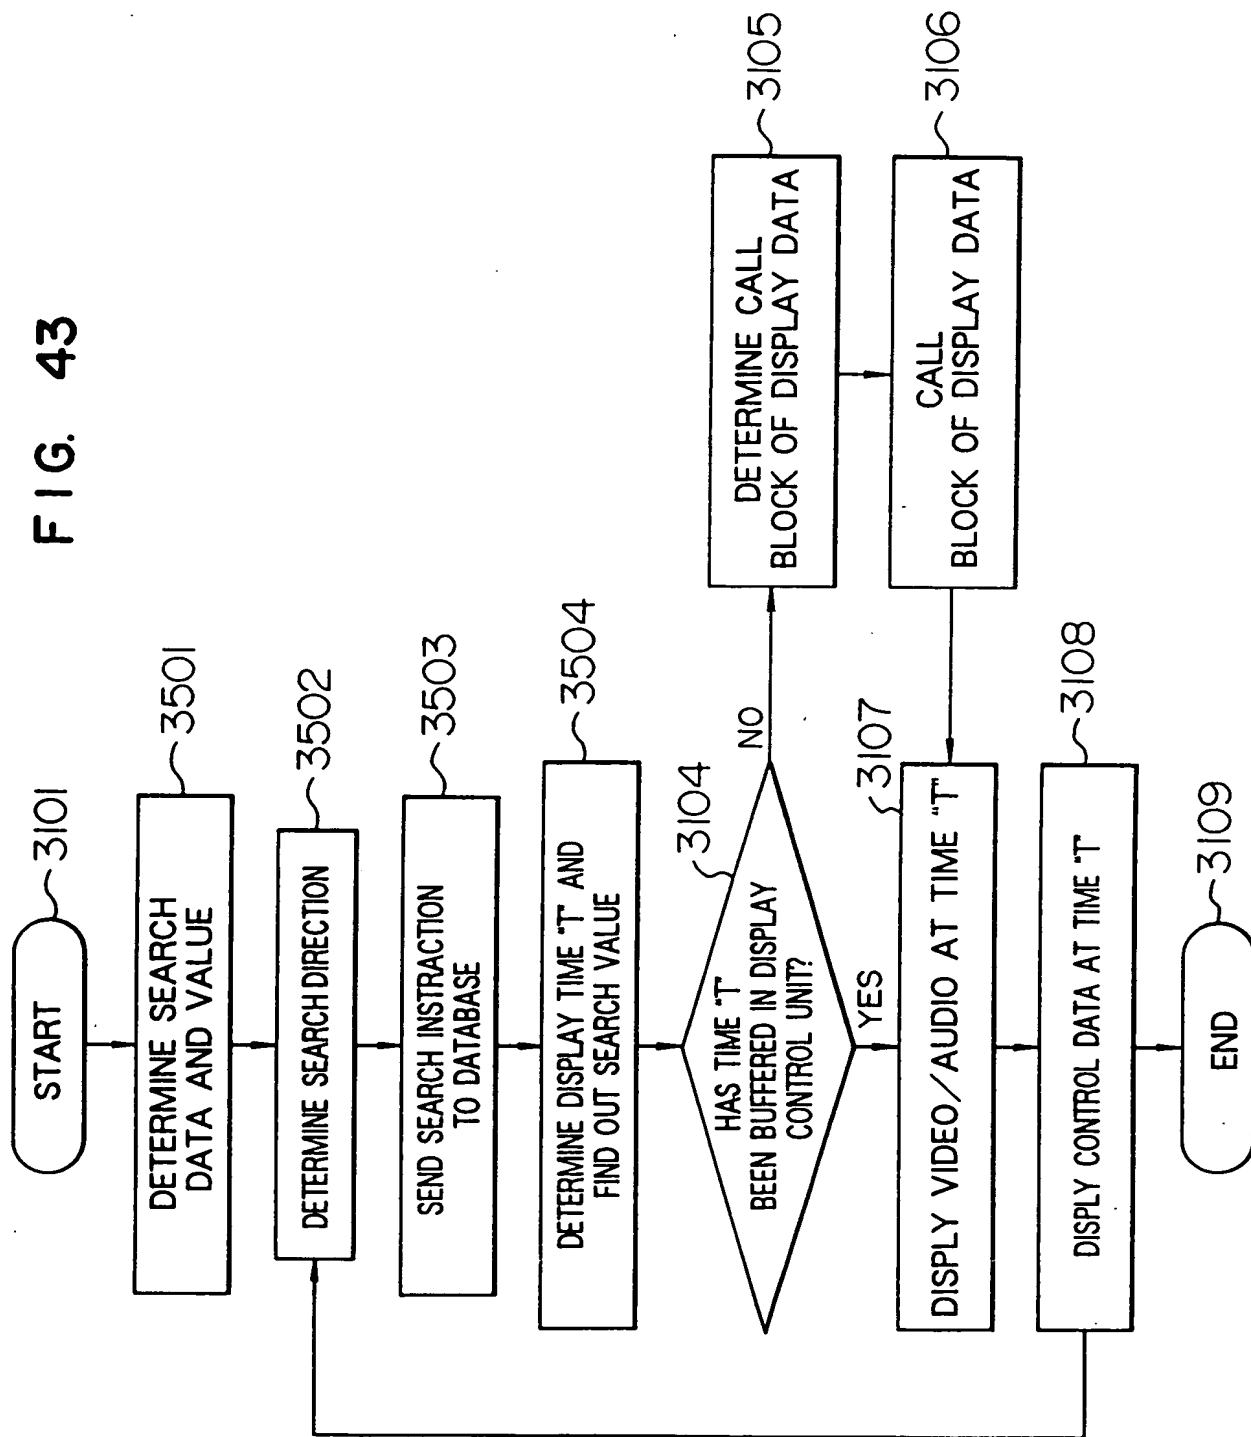 FIG. 43
START
3101
DETERMINE SEARCH
DATA AND VALUE
3501
DETERMINE SEARCH DIRECTION
3502
SEND SEARCH INSTRACTION
TO DATABASE
3503
DETERMINE DISPLAY TIME "T" AND
FIND OUT SEARCH VALUE
3504
HAS TIME "T"
BEEN BUFFERED IN DISPLAY
CONTROL UNIT?
3104
NO
YES
DETERMINE CALL
BLOCK OF DISPLAY DATA
3105
CALL
BLOCK OF DISPLAY DATA
3106
DISPLAY VIDEO/AUDIO AT TIME "T"
3107
DISPLY CONTROL DATA AT TIME "T"
3108
END
3109